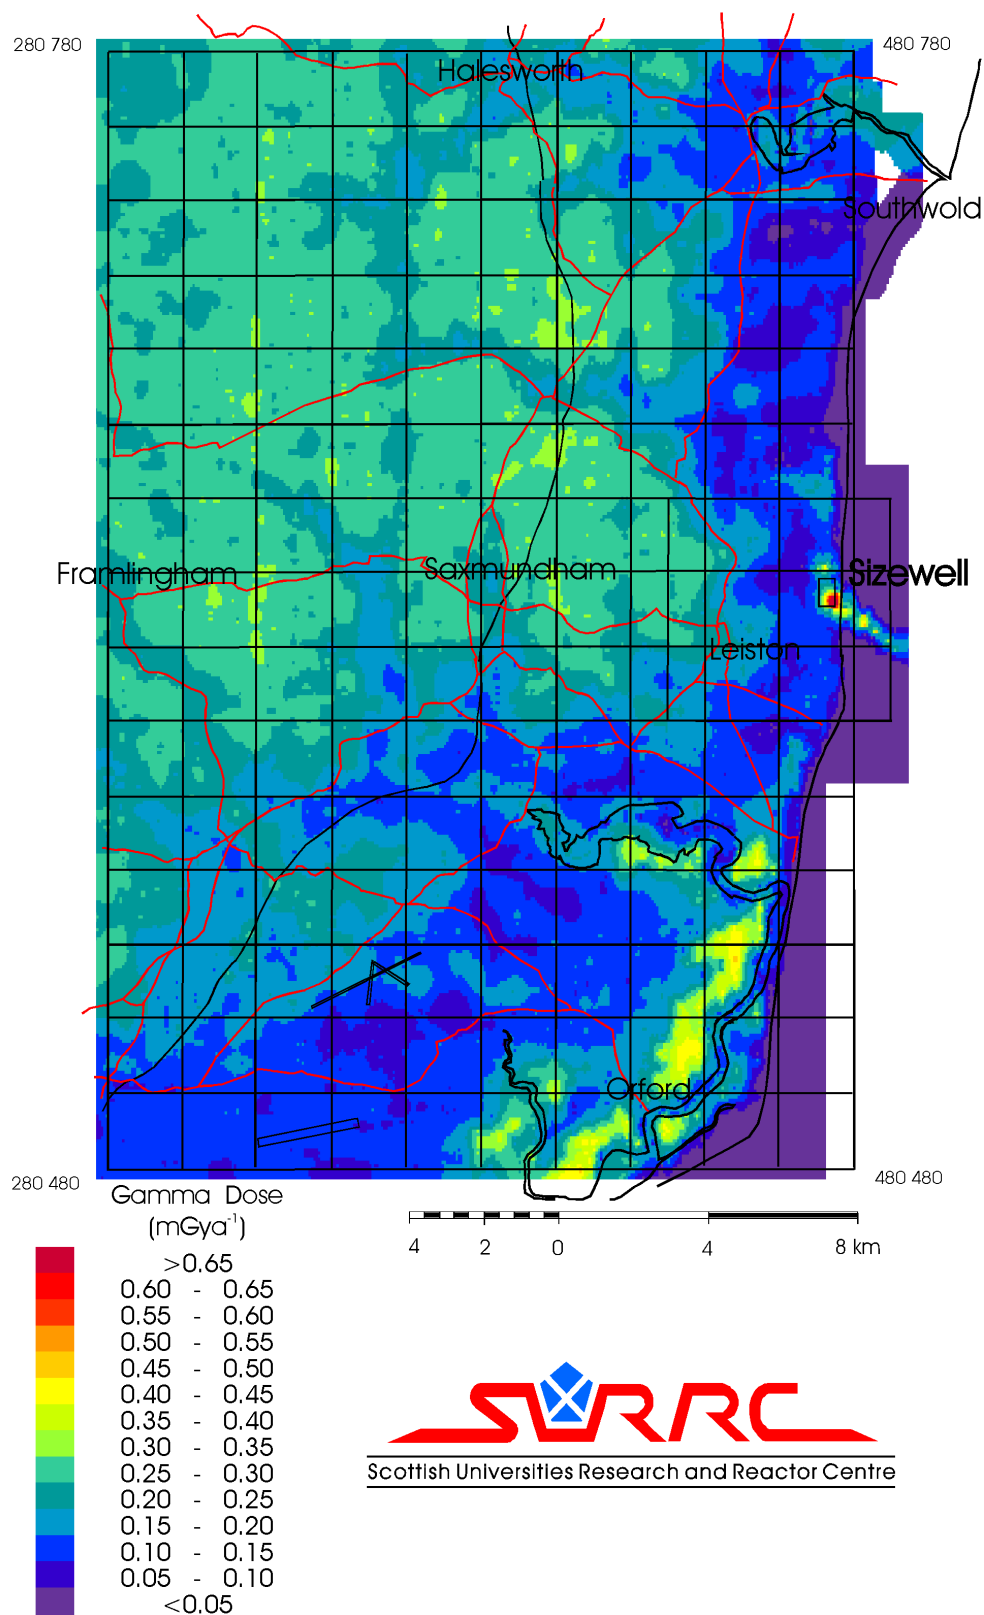 280 780
480 780
Halesworth
Southwold
Framlingham
Saxmundham
Sizewell
Leiston
Orford
280 480
480 480
Gamma Dose
(mGya⁻¹)
>0.65
0.60 - 0.65
0.55 - 0.60
0.50 - 0.55
0.45 - 0.50
0.40 - 0.45
0.35 - 0.40
0.30 - 0.35
0.25 - 0.30
0.20 - 0.25
0.15 - 0.20
0.10 - 0.15
0.05 - 0.10
<0.05
4 2 0 4 8 km
SURRC
Scottish Universities Research and Reactor Centre